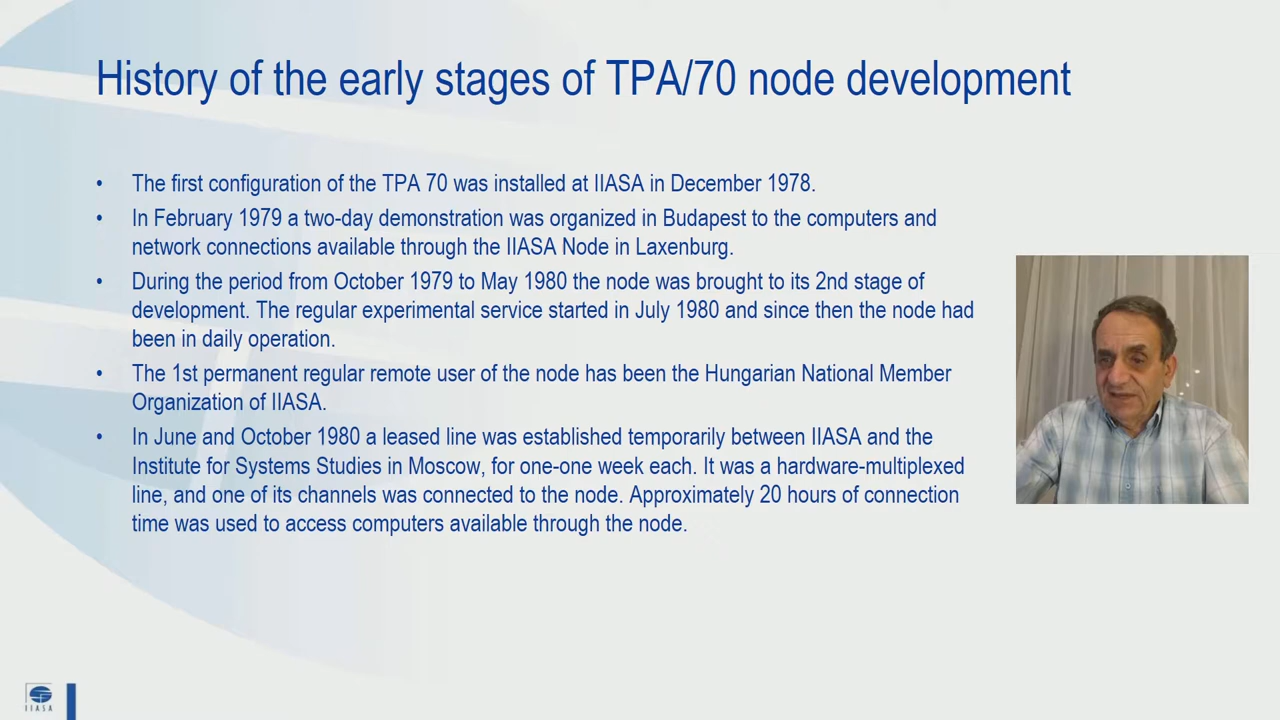 History of the early stages of TPA/70 node development
• The first configuration of the TPA 70 was installed at IIASA in December 1978.
• In February 1979 a two-day demonstration was organized in Budapest to the computers and
network connections available through the IIASA Node in Laxenburg.
• During the period from October 1979 to May 1980 the node was brought to its 2nd stage of
development. The regular experimental service started in July 1980 and since then the node had
been in daily operation.
• The 1st permanent regular remote user of the node has been the Hungarian National Member
Organization of IIASA.
• In June and October 1980 a leased line was established temporarily between IIASA and the
Institute for Systems Studies in Moscow, for one-one week each. It was a hardware-multiplexed
line, and one of its channels was connected to the node. Approximately 20 hours of connection
time was used to access computers available through the node.
IIASA